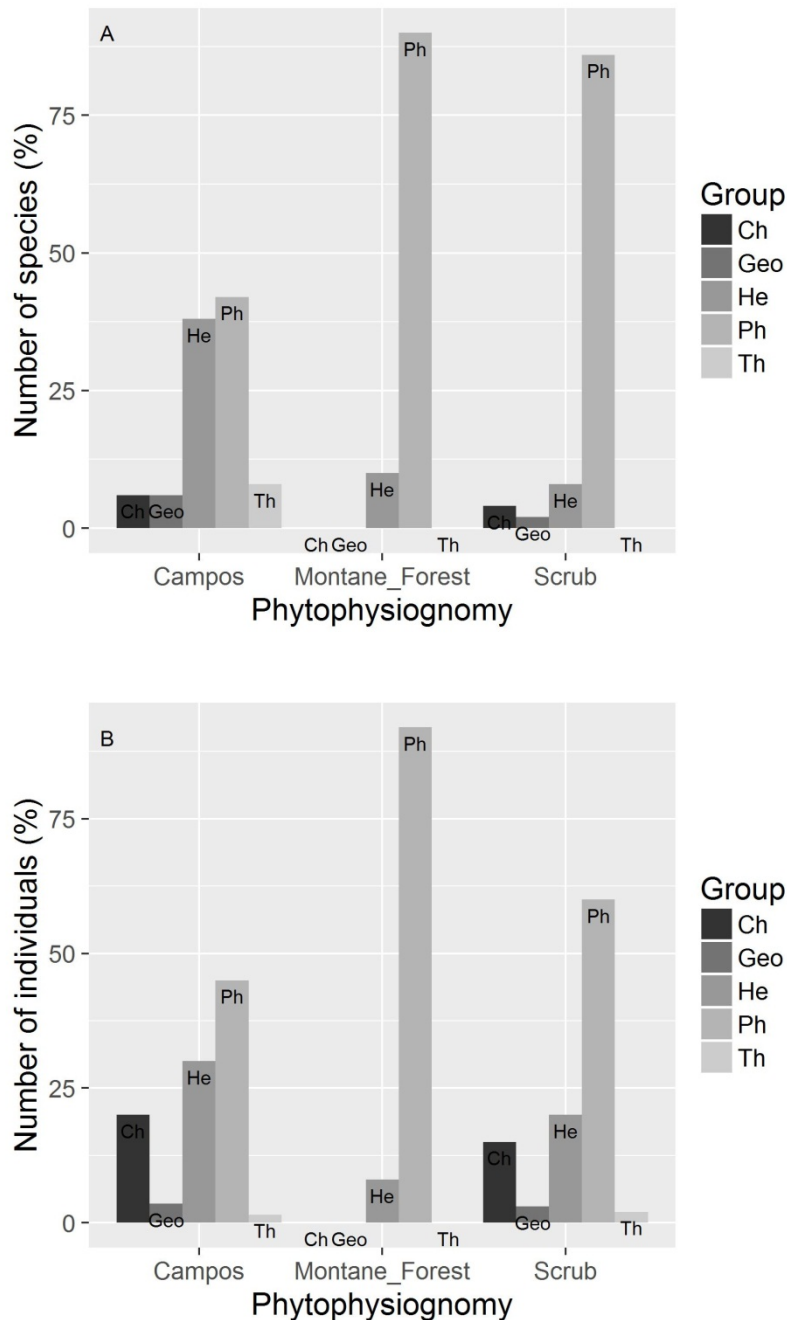 A
Number of species (%)
75
50
25
0
Ch Geo He Ph Th
Ch Geo He Ph Th
Ch Geo He Ph Th
Campos Montane_Forest Scrub
Phytophysiognomy
Group
Ch
Geo
He
Ph
Th
B
Number of individuals (%)
75
50
25
0
Ch Geo He Ph Th
Ch Geo He Ph Th
Ch Geo He Ph Th
Campos Montane_Forest Scrub
Phytophysiognomy
Group
Ch
Geo
He
Ph
Th